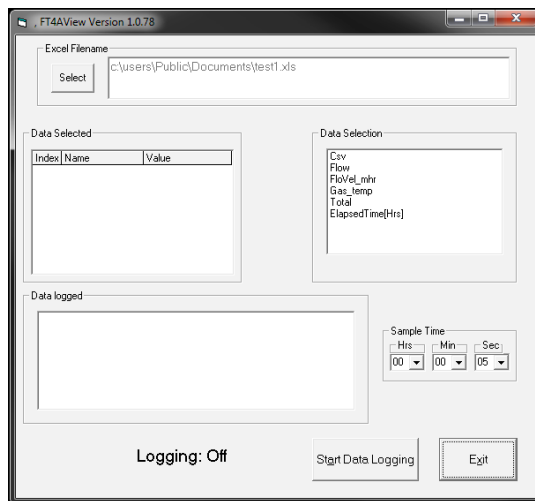 , FT4AView Version 1.0.78
Excel Filename
Select
c:\users\Public\Documents\test1.xls
Data Selected
Index Name Value
Data Selection
Csv
Flow
FloVel_mhr
Gas_temp
Total
ElapsedTime[Hrs]
Data logged
Sample Time
Hrs Min Sec
00 00 05
Logging: Off
Start Data Logging
Exit